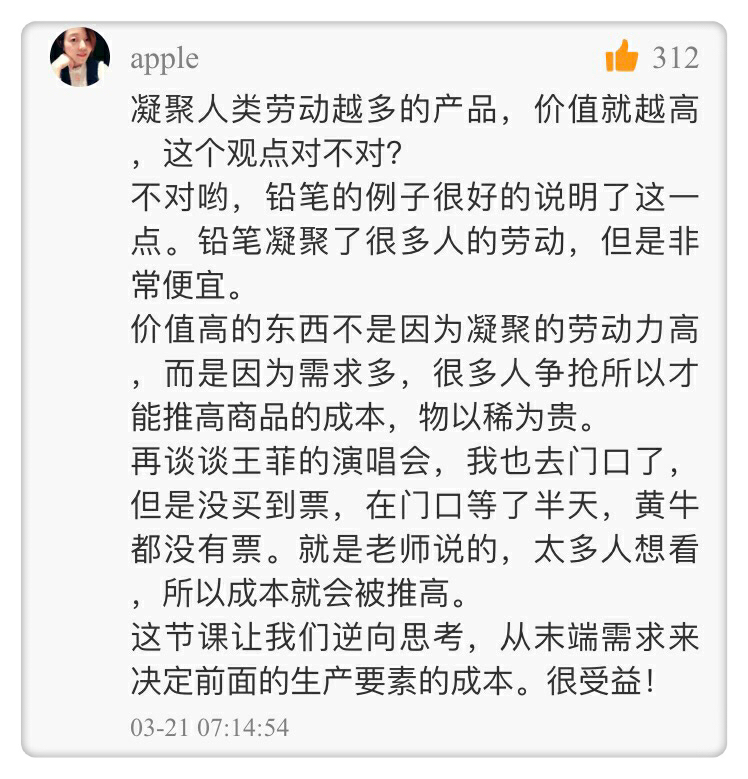 apple
312
凝聚人类劳动越多的产品，价值就越高
，这个观点对不对？
不对哟，铅笔的例子很好的说明了这一
点。铅笔凝聚了很多人的劳动，但是非
常便宜。
价值高的东西不是因为凝聚的劳动力高
，而是因为需求多，很多人争抢所以才
能推高商品的成本，物以稀为贵。
再谈谈王菲的演唱会，我也去门口了，
但是没买到票，在门口等了半天，黄牛
都没有票。就是老师说的，太多人想看
，所以成本就会被推高。
这节课让我们逆向思考，从末端需求来
决定前面的生产要素的成本。很受益！
03-21 07:14:54